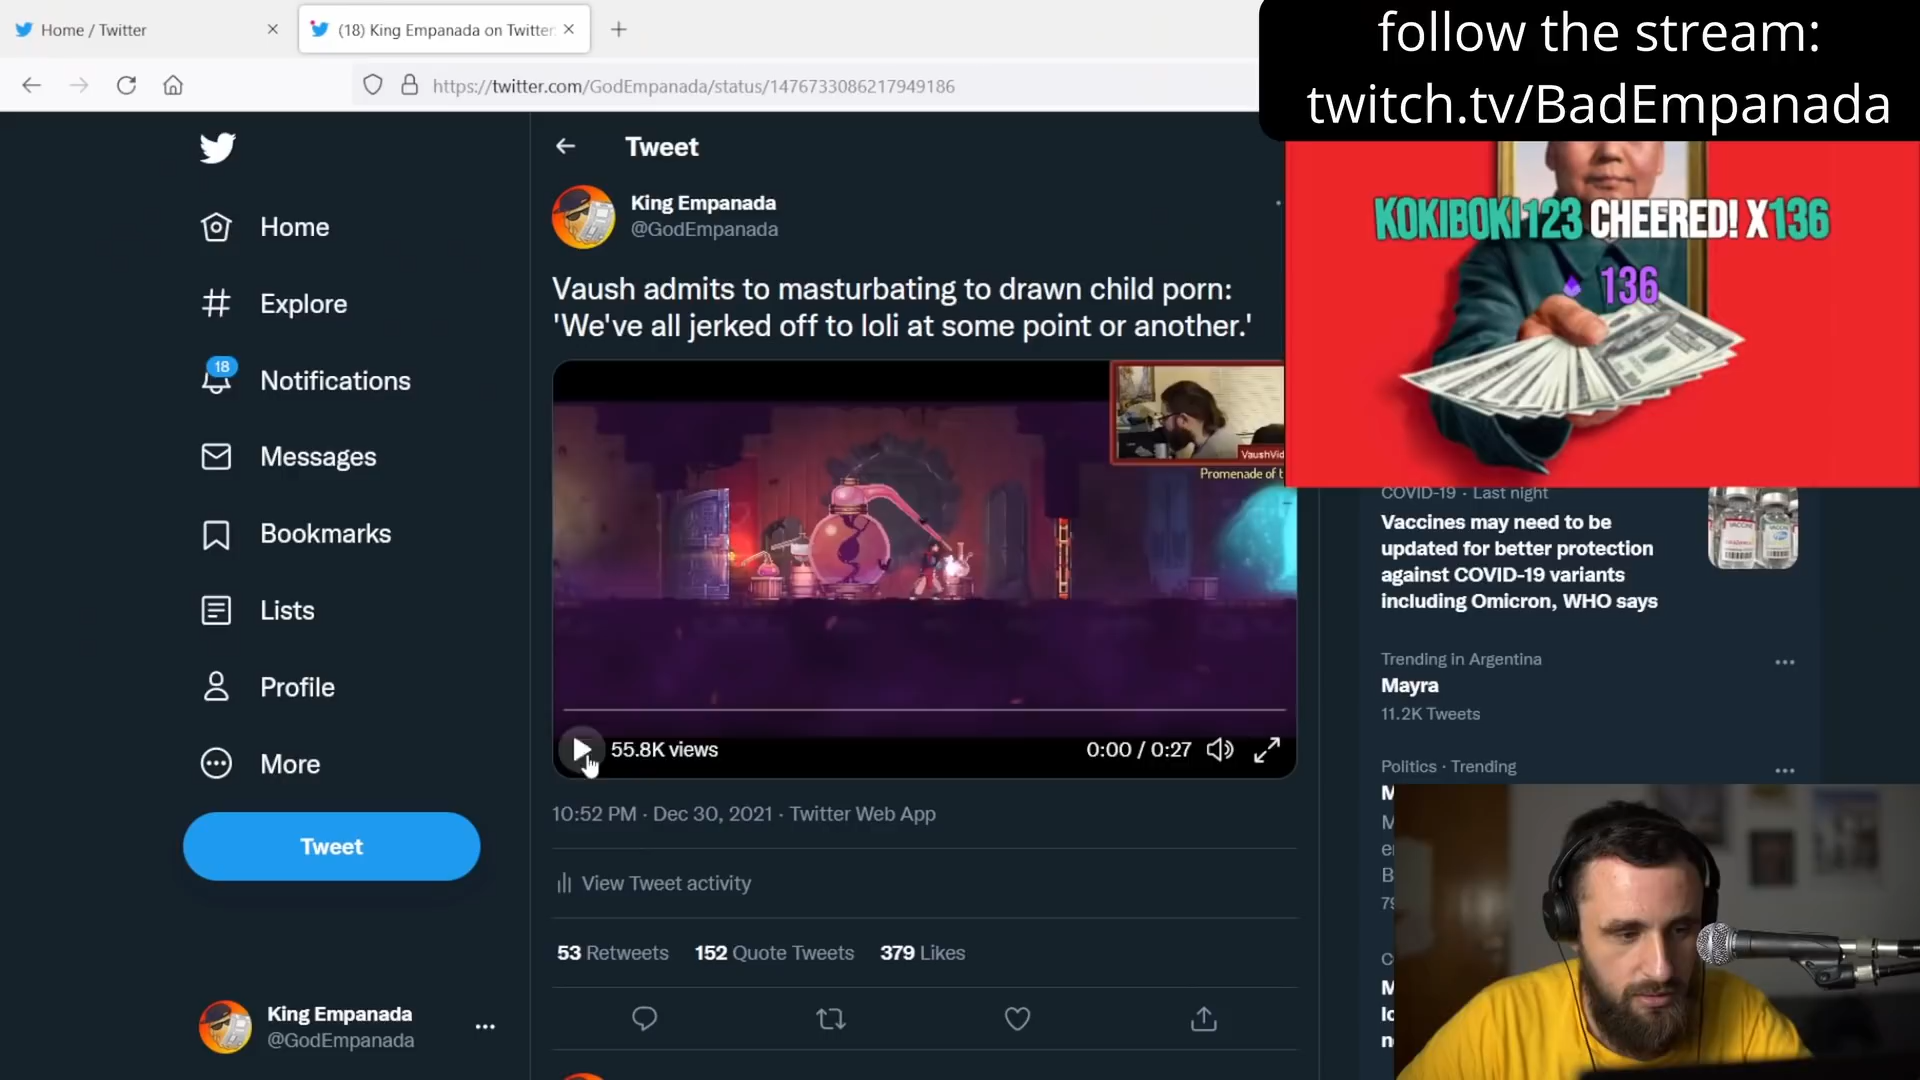 Home / Twitter
(18) King Empanada on Twitter:
https://twitter.com/GodEmpanada/status/1476733086217949186
follow the stream:
twitch.tv/BadEmpanada
Tweet
King Empanada
@GodEmpanada
Vaush admits to masturbating to drawn child porn:
'We've all jerked off to loli at some point or another.'
KOKIBOKI123 CHEERED! X136
136
Home
Explore
18
Notifications
Messages
Bookmarks
Lists
Profile
More
Tweet
VaushVid
Promenade of t
55.8K views
0:00 / 0:27
10:52 PM · Dec 30, 2021 · Twitter Web App
View Tweet activity
53 Retweets 152 Quote Tweets 379 Likes
King Empanada
@GodEmpanada
COVID-19 · Last night
Vaccines may need to be
updated for better protection
against COVID-19 variants
including Omicron, WHO says
Trending in Argentina
Mayra
11.2K Tweets
Politics · Trending